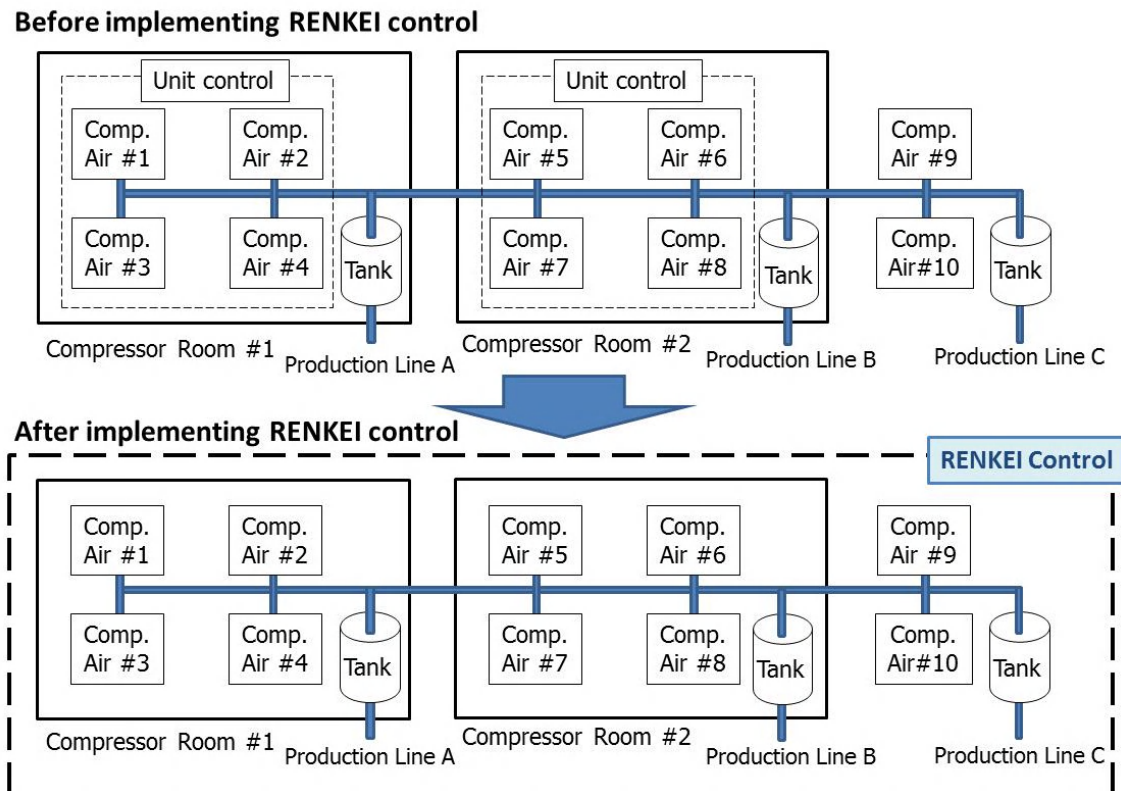 Before implementing RENKEI control
Unit control
Unit control
Comp.
Air #1
Comp.
Air #2
Comp.
Air #5
Comp.
Air #6
Comp.
Air #9
Comp.
Air #3
Comp.
Air #4
Tank
Comp.
Air #7
Comp.
Air #8
Tank
Comp.
Air#10
Tank
Compressor Room #1
Production Line A
Compressor Room #2
Production Line B
Production Line C
After implementing RENKEI control
RENKEI Control
Comp.
Air #1
Comp.
Air #2
Comp.
Air #5
Comp.
Air #6
Comp.
Air #9
Comp.
Air #3
Comp.
Air #4
Tank
Comp.
Air #7
Comp.
Air #8
Tank
Comp.
Air#10
Tank
Compressor Room #1
Production Line A
Compressor Room #2
Production Line B
Production Line C